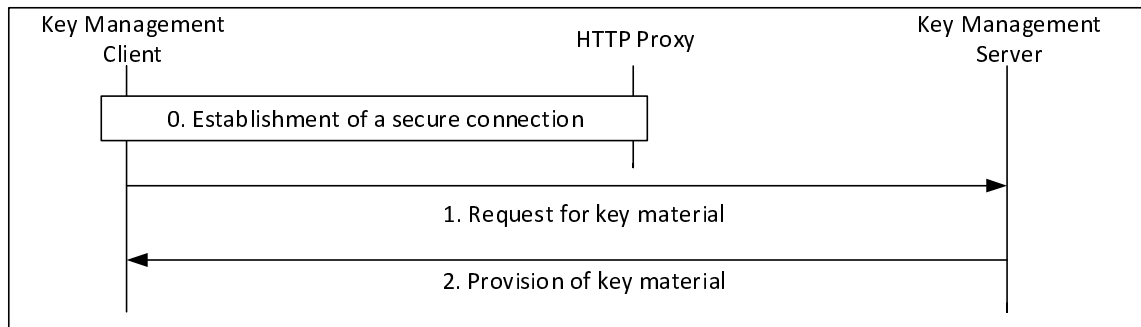 Key Management
Client
HTTP Proxy
Key Management
Server
0. Establishment of a secure connection
1. Request for key material
2. Provision of key material